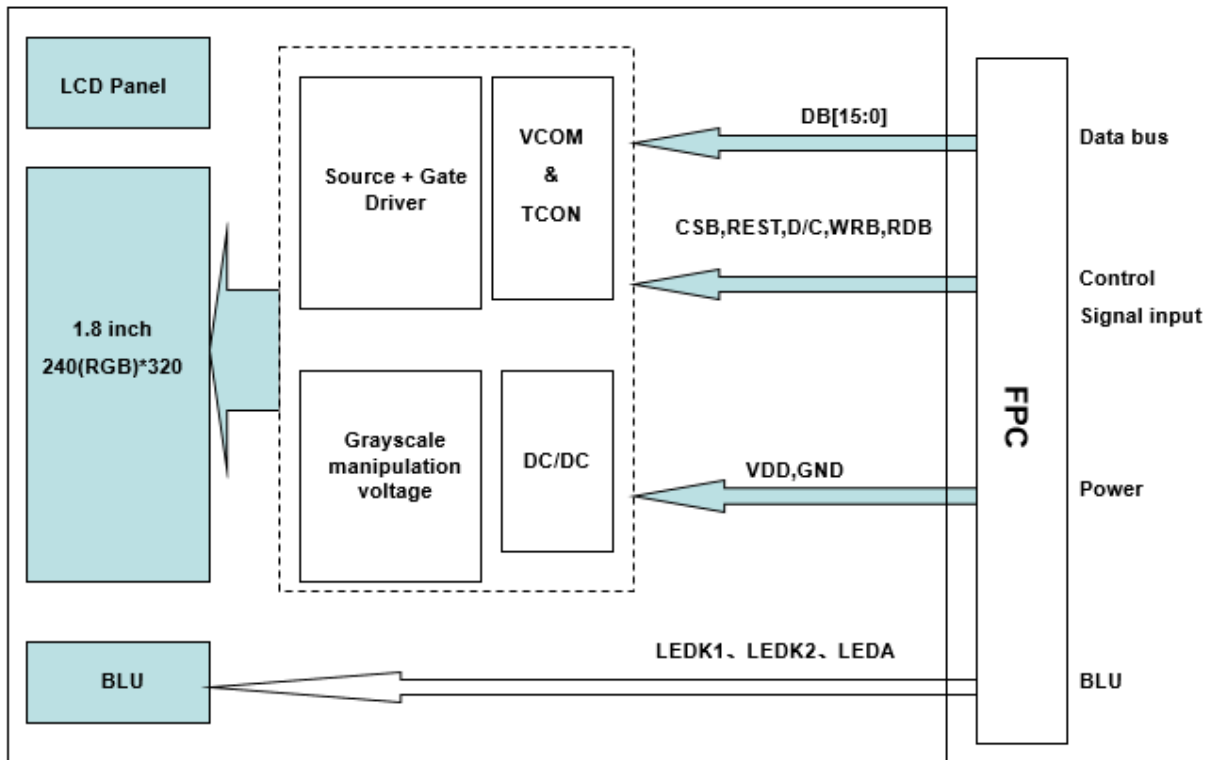 LCD Panel
1.8 inch
240(RGB)*320
BLU
Source + Gate
Driver
VCOM
&
TCON
Grayscale
manipulation
voltage
DC/DC
DB[15:0]
CSB,REST,D/C,WRB,RDB
VDD,GND
LEDK1、LEDK2、LEDA
FPC
Data bus
Control
Signal input
Power
BLU